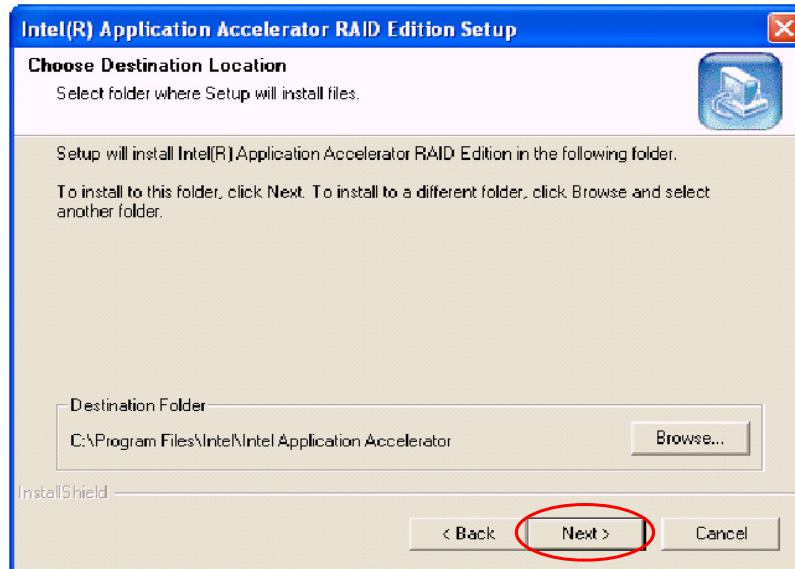 Intel(R) Application Accelerator RAID Edition Setup
Choose Destination Location
Select folder where Setup will install files.
Setup will install Intel(R) Application Accelerator RAID Edition in the following folder.
To install to this folder, click Next. To install to a different folder, click Browse and select
another folder.
Destination Folder
C:\Program Files\Intel\Intel Application Accelerator
Browse...
InstallShield
< Back
Next >
Cancel